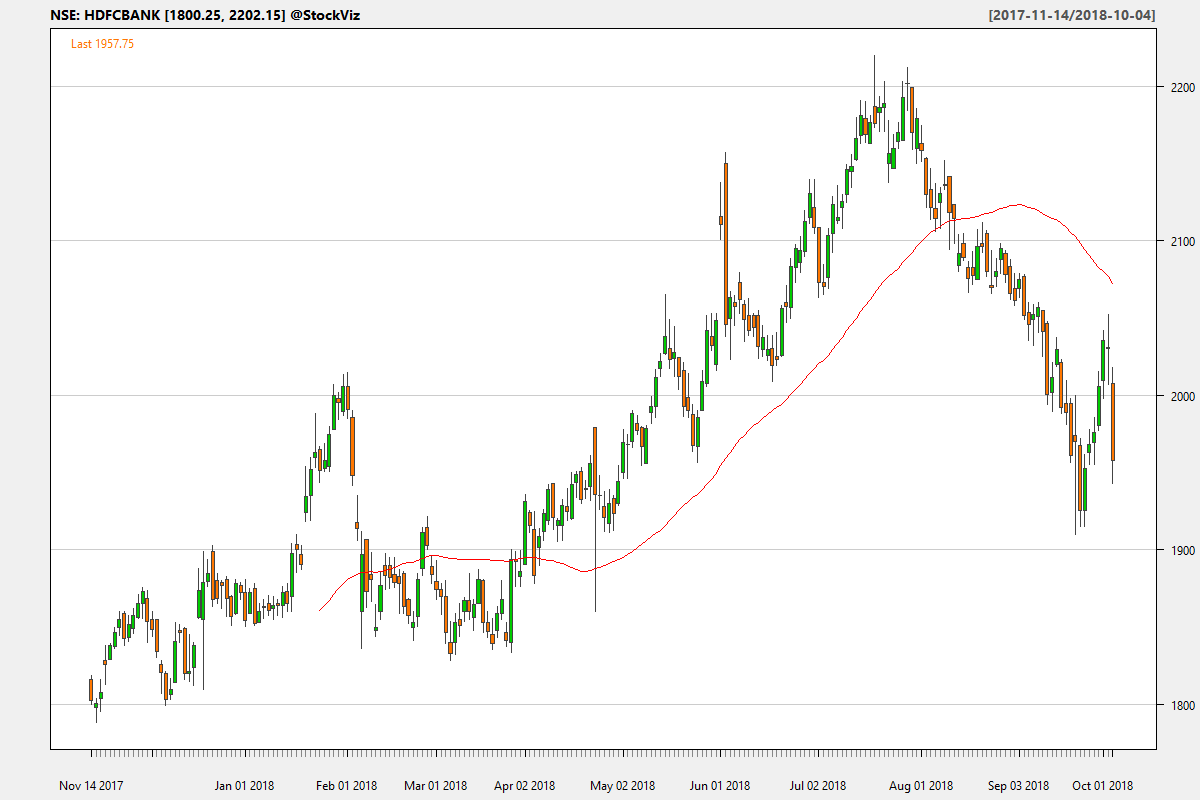 NSE: HDFCBANK [1800.25, 2202.15] @StockViz
[2017-11-14/2018-10-04]
Last 1957.75
2200
2100
2000
1900
1800
Nov 14 2017
Jan 01 2018
Feb 01 2018
Mar 01 2018
Apr 02 2018
May 02 2018
Jun 01 2018
Jul 02 2018
Aug 01 2018
Sep 03 2018
Oct 01 2018